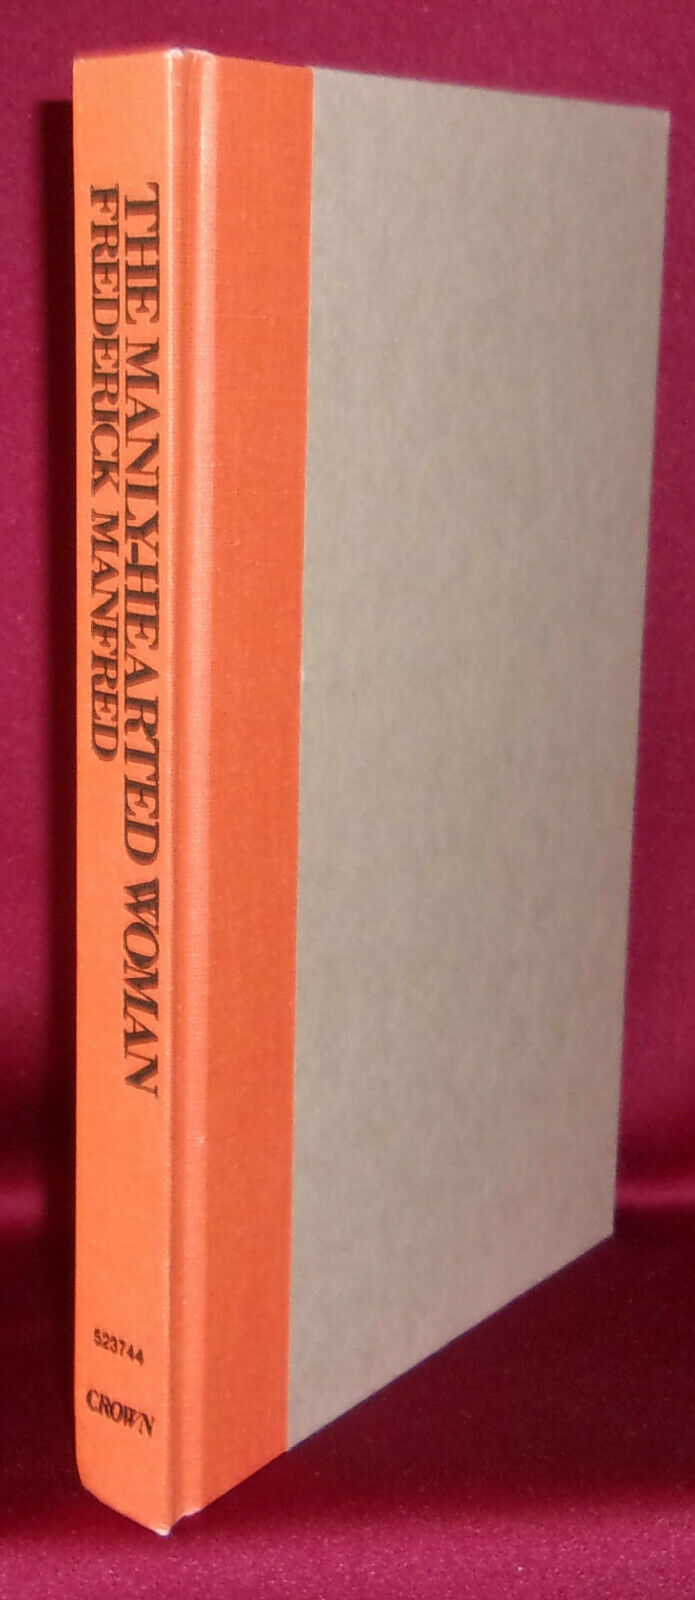 THE MANLY-HEARTED WOMAN
FREDERICK MANFRED
523744
CROWN